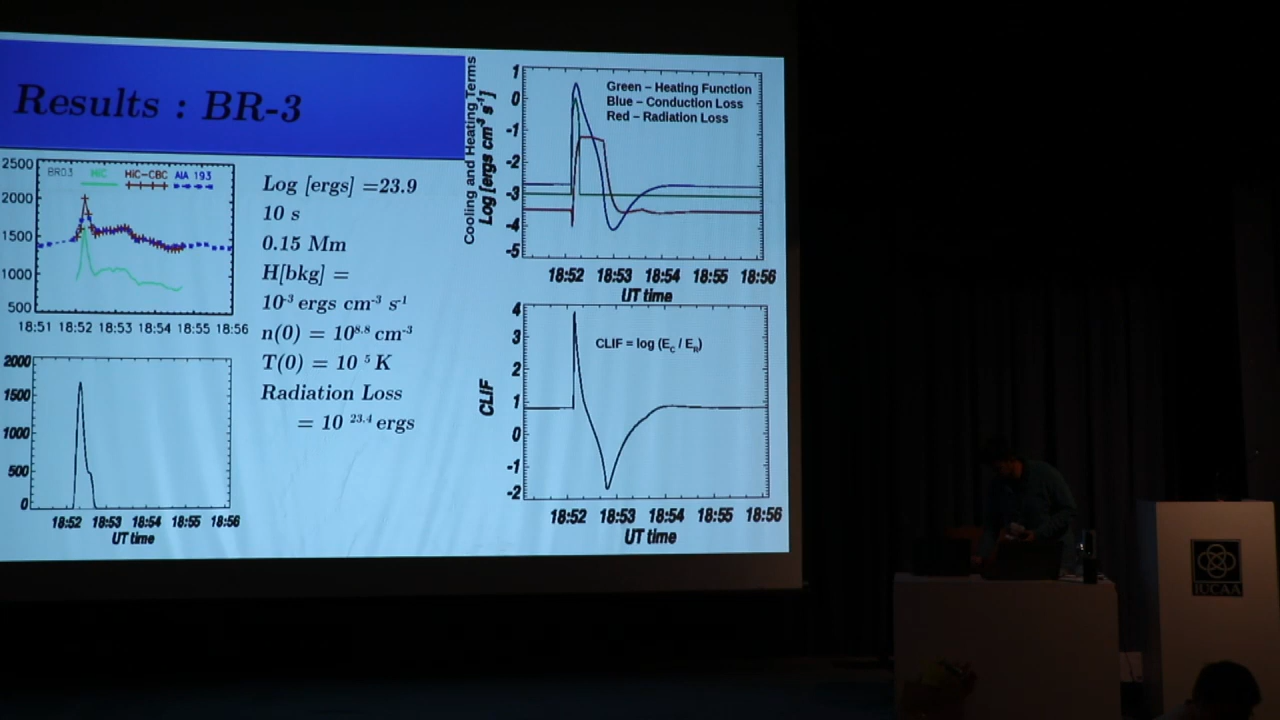 Results : BR-3
2500
2000
1500
1000
500
BR03 HiC HiC-CBC AIA 193
18:51 18:52 18:53 18:54 18:55 18:56
2000
1500
1000
500
0
18:52 18:53 18:54 18:55 18:56
UT time
Log [ergs] =23.9
10 s
0.15 Mm
H[bkg] =
10⁻³ ergs cm⁻³ s⁻¹
n(0) = 10⁸·⁸ cm⁻³
T(0) = 10 ⁵ K
Radiation Loss
= 10 ²³·⁴ ergs
Cooling and Heating Terms
Log [ergs cm⁻³ s⁻¹]
1
0
-1
-2
-3
-4
-5
Green – Heating Function
Blue – Conduction Loss
Red – Radiation Loss
18:52 18:53 18:54 18:55 18:56
UT time
CLIF
4
3
2
1
0
-1
-2
CLIF = log (E_C / E_R)
18:52 18:53 18:54 18:55 18:56
UT time
IUCAA